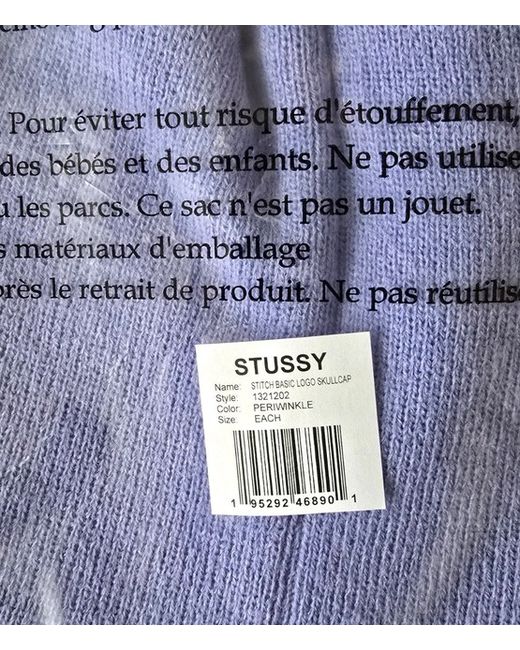 Pour éviter tout risque d'étouffement,
des bébés et des enfants. Ne pas utilise
les parcs. Ce sac n'est pas un jouet.
matériaux d'emballage
près le retrait de produit. Ne pas réutilise
STUSSY
Name: STITCH BASIC LOGO SKULLCAP
Style: 1321202
Color: PERIWINKLE
Size: EACH
1 95292 46890 1